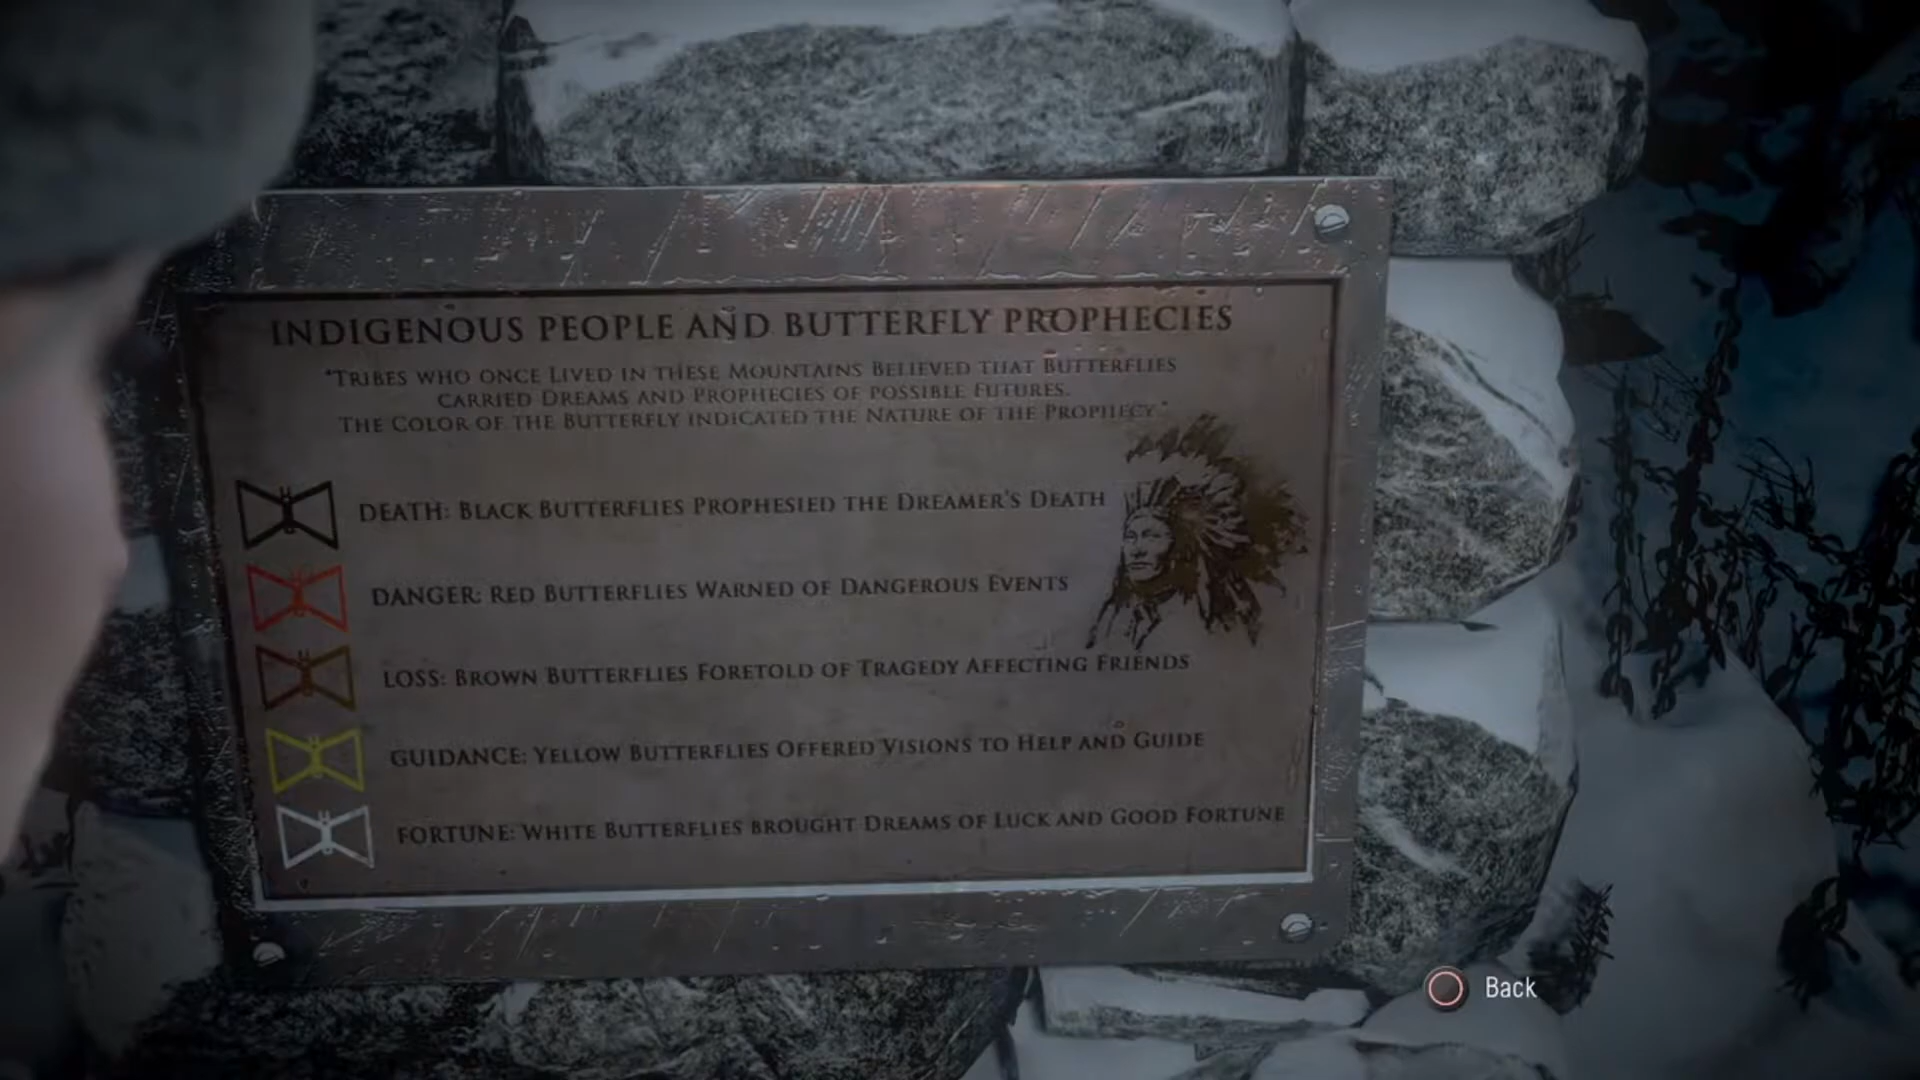 INDIGENOUS PEOPLE AND BUTTERFLY PROPHECIES
"TRIBES WHO ONCE LIVED IN THESE MOUNTAINS BELIEVED THAT BUTTERFLIES
CARRIED DREAMS AND PROPHECIES OF POSSIBLE FUTURES.
THE COLOR OF THE BUTTERFLY INDICATED THE NATURE OF THE PROPHECY."
DEATH: BLACK BUTTERFLIES PROPHESIED THE DREAMER'S DEATH
DANGER: RED BUTTERFLIES WARNED OF DANGEROUS EVENTS
LOSS: BROWN BUTTERFLIES FORETOLD OF TRAGEDY AFFECTING FRIENDS
GUIDANCE: YELLOW BUTTERFLIES OFFERED VISIONS TO HELP AND GUIDE
FORTUNE: WHITE BUTTERFLIES BROUGHT DREAMS OF LUCK AND GOOD FORTUNE
Back